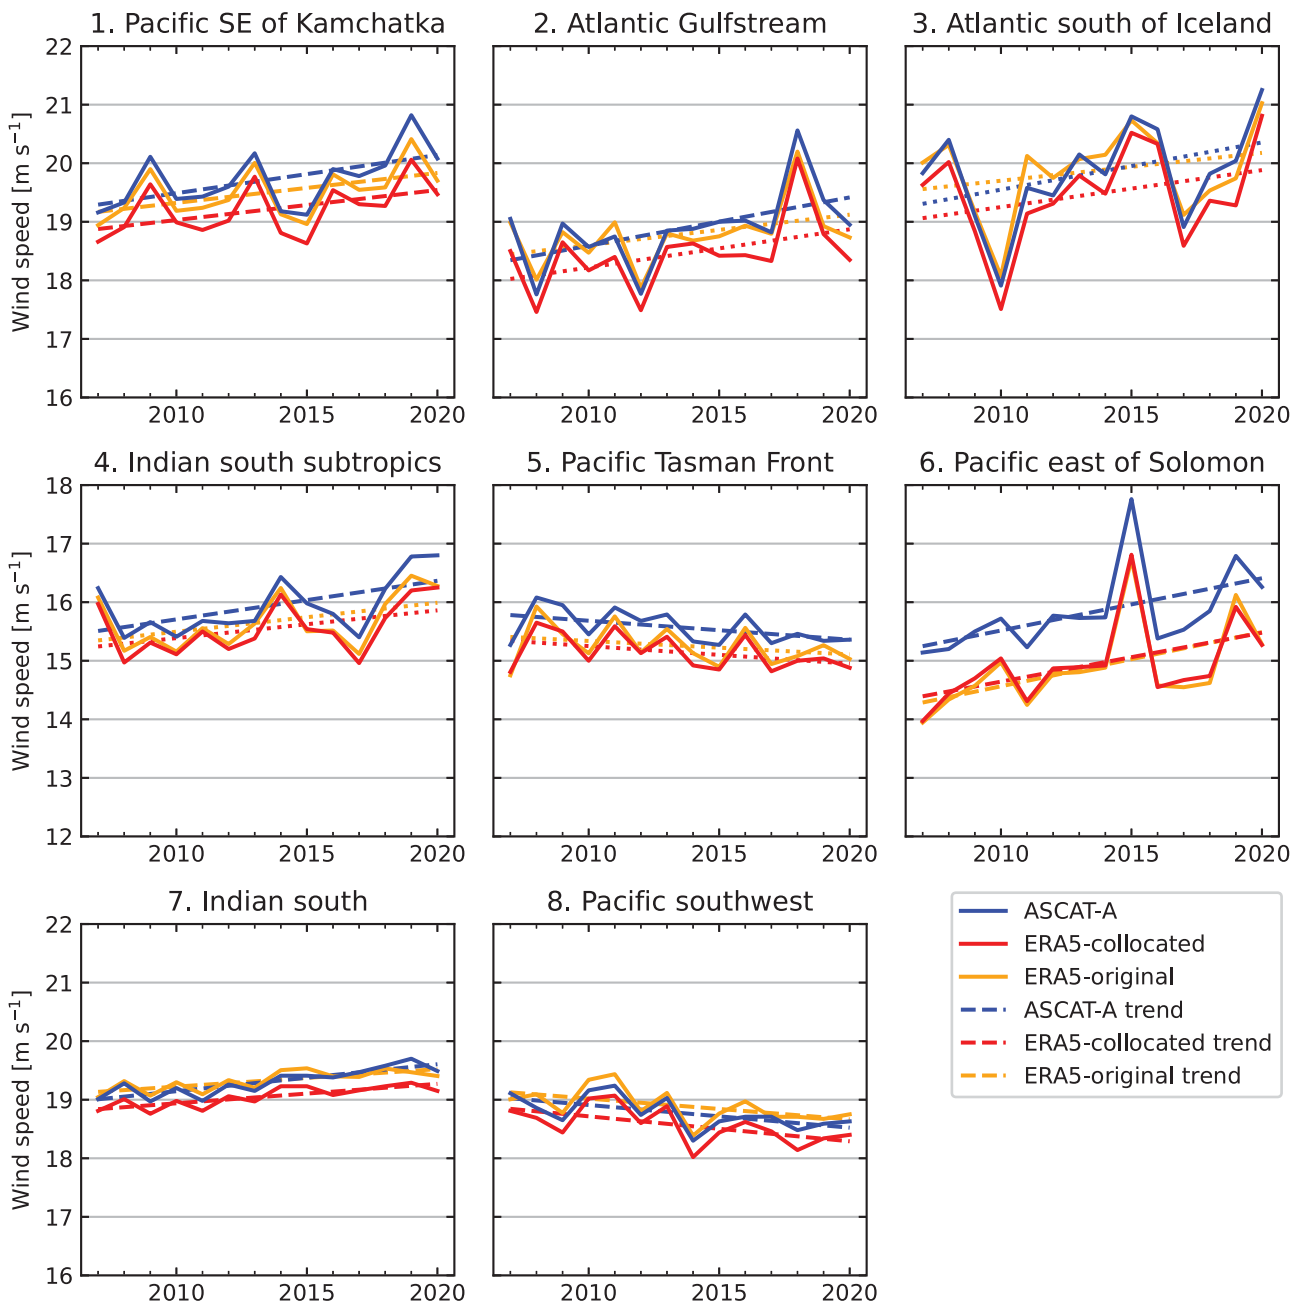 1. Pacific SE of Kamchatka
2. Atlantic Gulfstream
3. Atlantic south of Iceland
Wind speed [m s⁻¹]
22
21
20
19
18
17
16
2010 2015 2020
2010 2015 2020
2010 2015 2020
4. Indian south subtropics
5. Pacific Tasman Front
6. Pacific east of Solomon
Wind speed [m s⁻¹]
18
17
16
15
14
13
12
2010 2015 2020
2010 2015 2020
2010 2015 2020
7. Indian south
8. Pacific southwest
Wind speed [m s⁻¹]
22
21
20
19
18
17
16
2010 2015 2020
2010 2015 2020
ASCAT-A
ERA5-collocated
ERA5-original
ASCAT-A trend
ERA5-collocated trend
ERA5-original trend